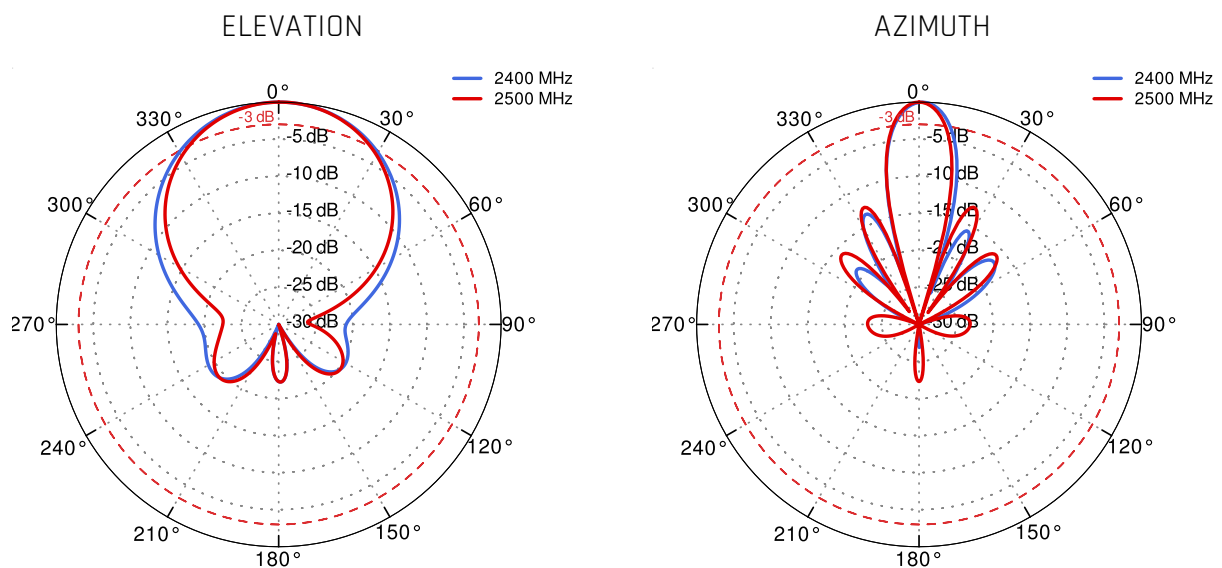 ELEVATION
2400 MHz
2500 MHz
0°
330°
30°
-3 dB
-5 dB
-10 dB
300°
60°
-15 dB
-20 dB
-25 dB
270°
-30 dB
90°
240°
120°
210°
150°
180°
AZIMUTH
2400 MHz
2500 MHz
0°
330°
30°
-3 dB
-5 dB
-10 dB
300°
60°
-15 dB
-20 dB
-25 dB
270°
-30 dB
90°
240°
120°
210°
150°
180°